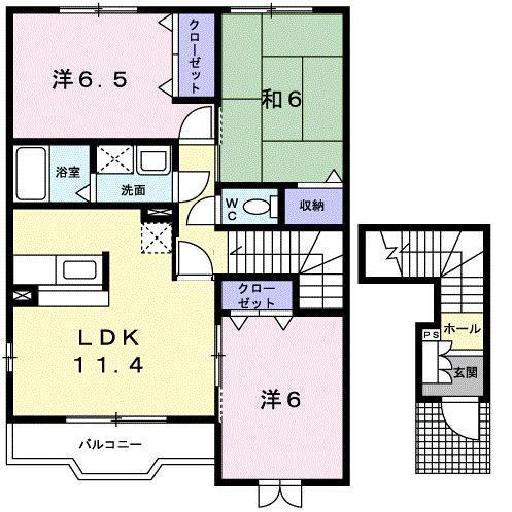 洋6.5
クローゼット
和6
浴室
洗面
WC
収納
クロー
ゼット
LDK
11.4
洋6
バルコニー
ホール
PS
玄関